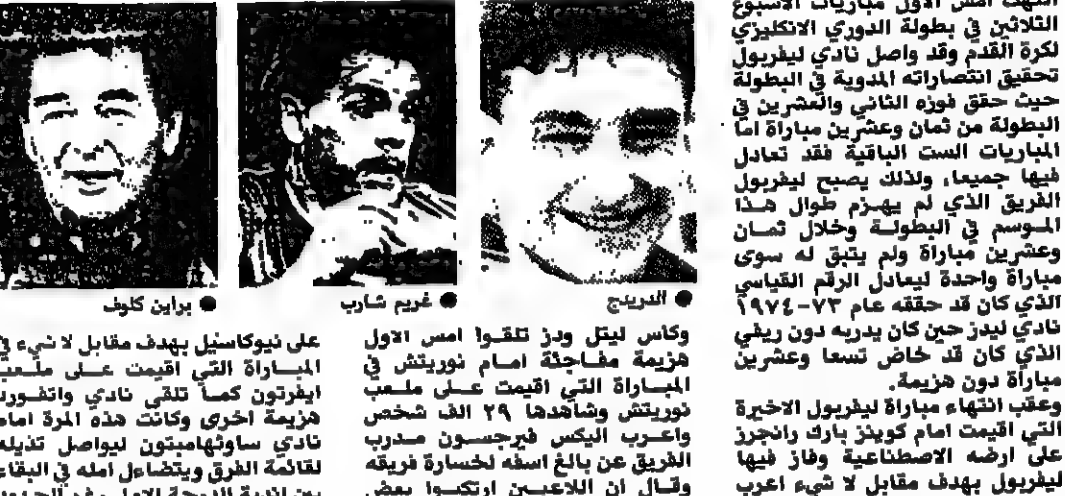 انتهت امس الاول مباريات الاسبوع
الثلاثين في بطولة الدوري الانكليزي
لكرة القدم وقد واصل نادي ليفربول
تحقيق انتصاراته المدوية في البطولة
حيث حقق فوزه الثاني والعشرين في
البطولة من ثمان وعشرين مباراة اما
المباريات الست الباقية فقد تعادل
فيها جميعا، ولذلك يصبح ليفربول
الفريق الذي لم يهزم طوال هذا
الموسم في البطولة وخلال ثمان
وعشرين مباراة ولم يتبق له سوى
مباراة واحدة ليعادل الرقم القياسي
الذي كان قد حققه عام ٧٣-١٩٧٤
نادي ليدز حين كان يدربه دون ريفي
الذي كان قد خاض تسعا وعشرين
مباراة دون هزيمة.
وعقب انتهاء مباراة ليفربول الاخيرة
التي اقيمت امام كوينز بارك رانجرز
على ارضه الاصطناعية وفاز فيها
ليفربول بهدف مقابل لا شيء اعرب
● الدريدج
● غريم شارب
● براين كلوف
وكاس ليتل ودز تلقوا امس الاول
هزيمة مفاجئة امام نوريتش في
المباراة التي اقيمت على ملعب
نوريتش وشاهدها ٢٩ الف شخص
واعرب اليكس فيرجسون مدرب
الفريق عن بالغ اسفه لخسارة فريقه
وقال ان اللاعبين ارتكبوا بعض
على نيوكاسيل بهدف مقابل لا شيء في
المباراة التي اقيمت على ملعب
ايفرتون كما تلقى نادي واتفورد
هزيمة اخرى وكانت هذه المرة امام
نادي ساوثهامبتون ليواصل تذيله
لقائمة الفرق ويتضاءل امله في البقاء
بين اندية الدرجة الاولى